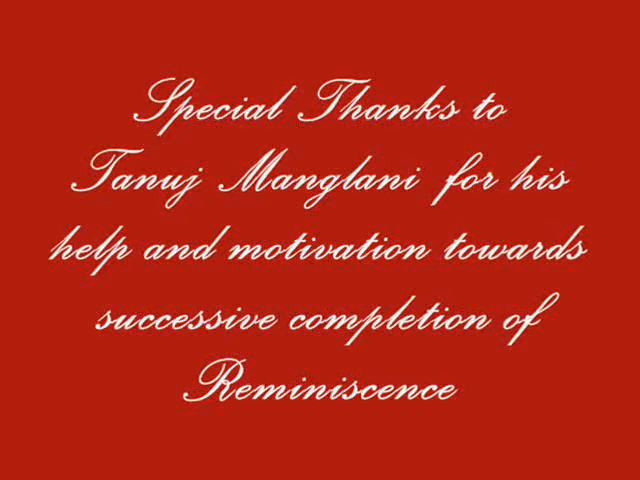 Special Thanks to
Tanuj Manglani for his
help and motivation towards
successive completion of
Reminiscence